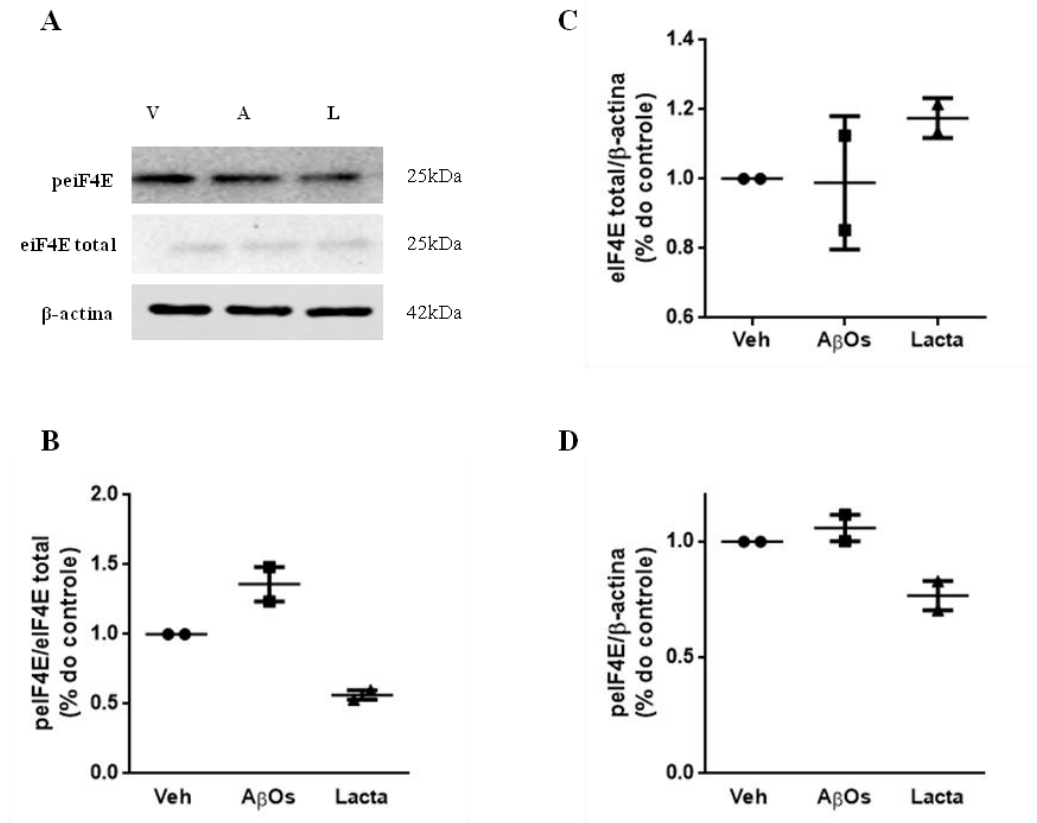 A
V A L
peiF4E 25kDa
eiF4E total 25kDa
β-actina 42kDa
C
eIF4E total/β-actina
(% do controle)
1.4
1.2
1.0
0.8
0.6
Veh AβOs Lacta
B
peIF4E/eIF4E total
(% do controle)
2.0
1.5
1.0
0.5
0.0
Veh AβOs Lacta
D
peIF4E/β-actina
(% do controle)
1.0
0.5
0.0
Veh AβOs Lacta